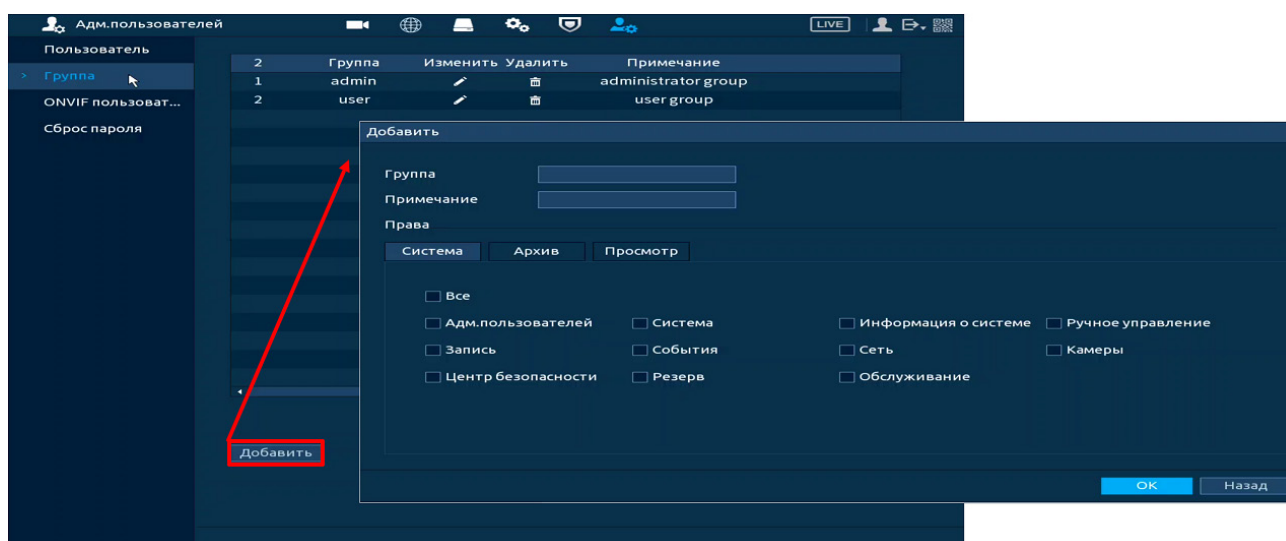 Адм.пользователей LIVE
Пользователь
Группа
ONVIF пользоват...
Сброс пароля
2 Группа Изменить Удалить Примечание
1 admin administrator group
2 user user group
Добавить
Добавить
Группа
Примечание
Права
Система Архив Просмотр
Все
Адм.пользователей Система Информация о системе Ручное управление
Запись События Сеть Камеры
Центр безопасности Резерв Обслуживание
OK Назад